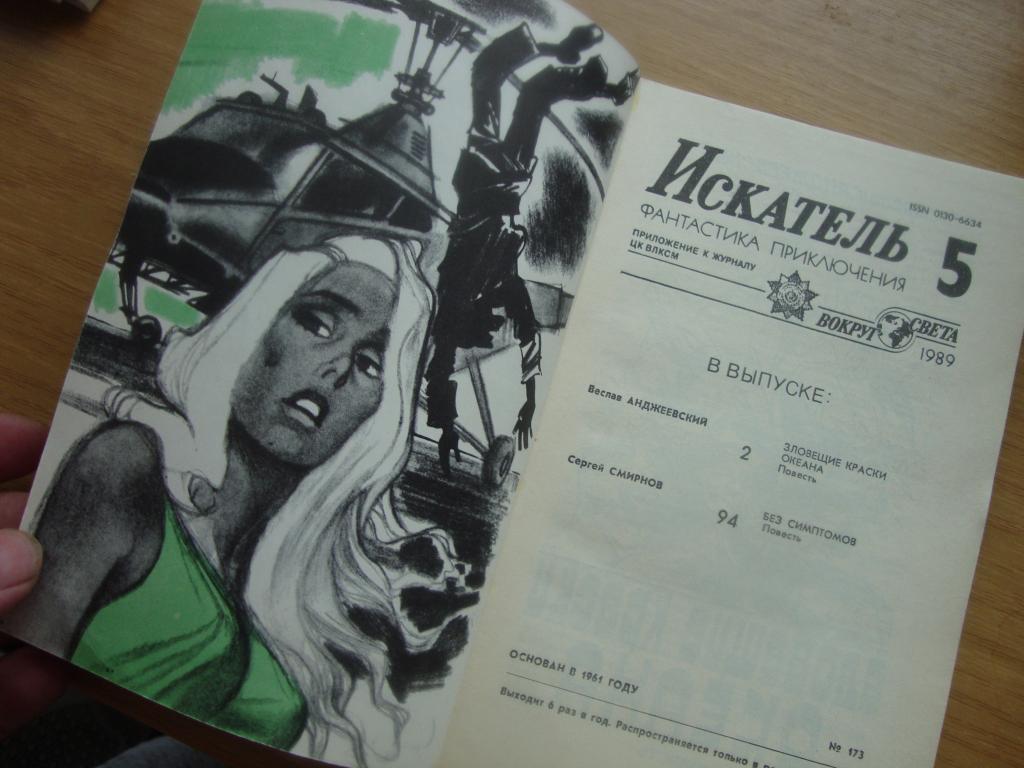 ISSN 0130-6634
ИСКАТЕЛЬ 5
ФАНТАСТИКА ПРИКЛЮЧЕНИЯ
ПРИЛОЖЕНИЕ К ЖУРНАЛУ
ЦК ВЛКСМ
ВОКРУГ СВЕТА
1989
В ВЫПУСКЕ:
Веслав АНДЖЕЕВСКИЙ
2 ЗЛОВЕЩИЕ КРАСКИ
ОКЕАНА
Повесть
Сергей СМИРНОВ
94 БЕЗ СИМПТОМОВ
Повесть
ОСНОВАН В 1961 ГОДУ
№ 173
Выходит 6 раз в год. Распространяется только в